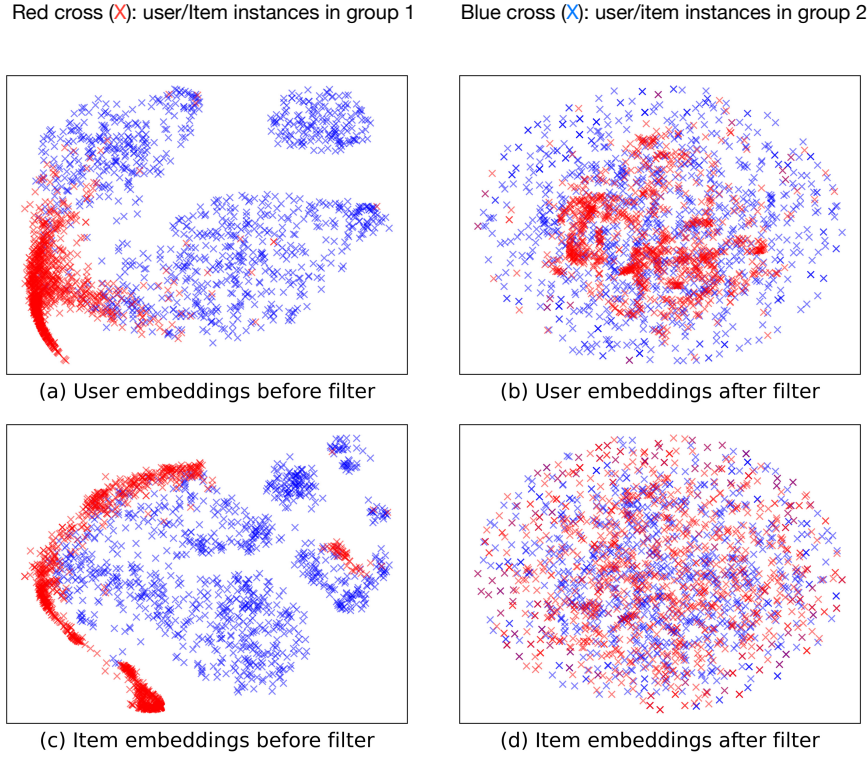 Red cross (X): user/Item instances in group 1
Blue cross (X): user/item instances in group 2
(a) User embeddings before filter
(b) User embeddings after filter
(c) Item embeddings before filter
(d) Item embeddings after filter